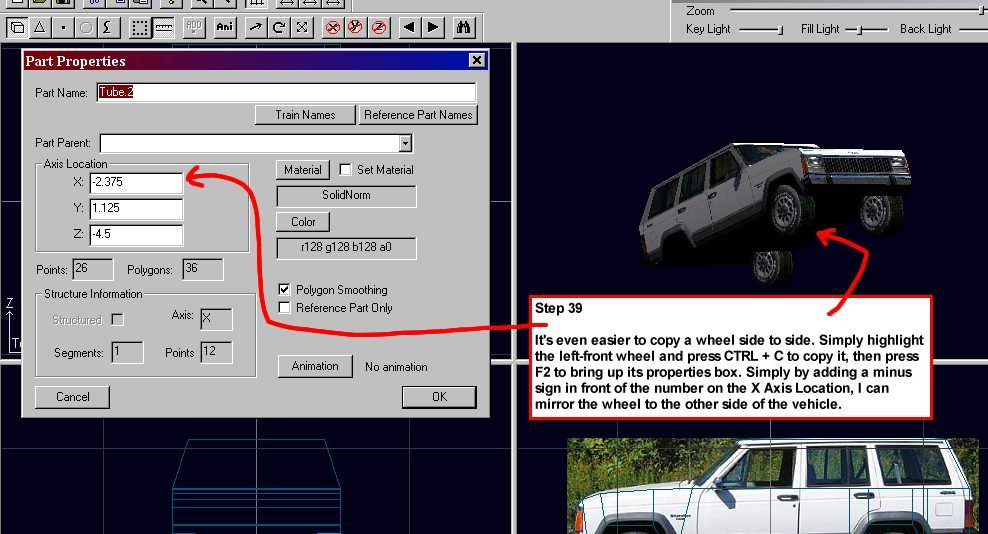 Zoom
Key Light Fill Light Back Light
Ani
Part Properties
Part Name: Tube.2
Train Names Reference Part Names
Part Parent:
Axis Location
X: -2.375
Y: 1.125
Z: -4.5
Material Set Material
SolidNorm
Color
r128 g128 b128 a0
Points: 26 Polygons: 36
Polygon Smoothing
Reference Part Only
Structure Information
Structured Axis: X
Segments: 1 Points 12
Animation No animation
Cancel OK
Z
Step 39
It's even easier to copy a wheel side to side. Simply highlight
the left-front wheel and press CTRL + C to copy it, then press
F2 to bring up its properties box. Simply by adding a minus
sign in front of the number on the X Axis Location, I can
mirror the wheel to the other side of the vehicle.